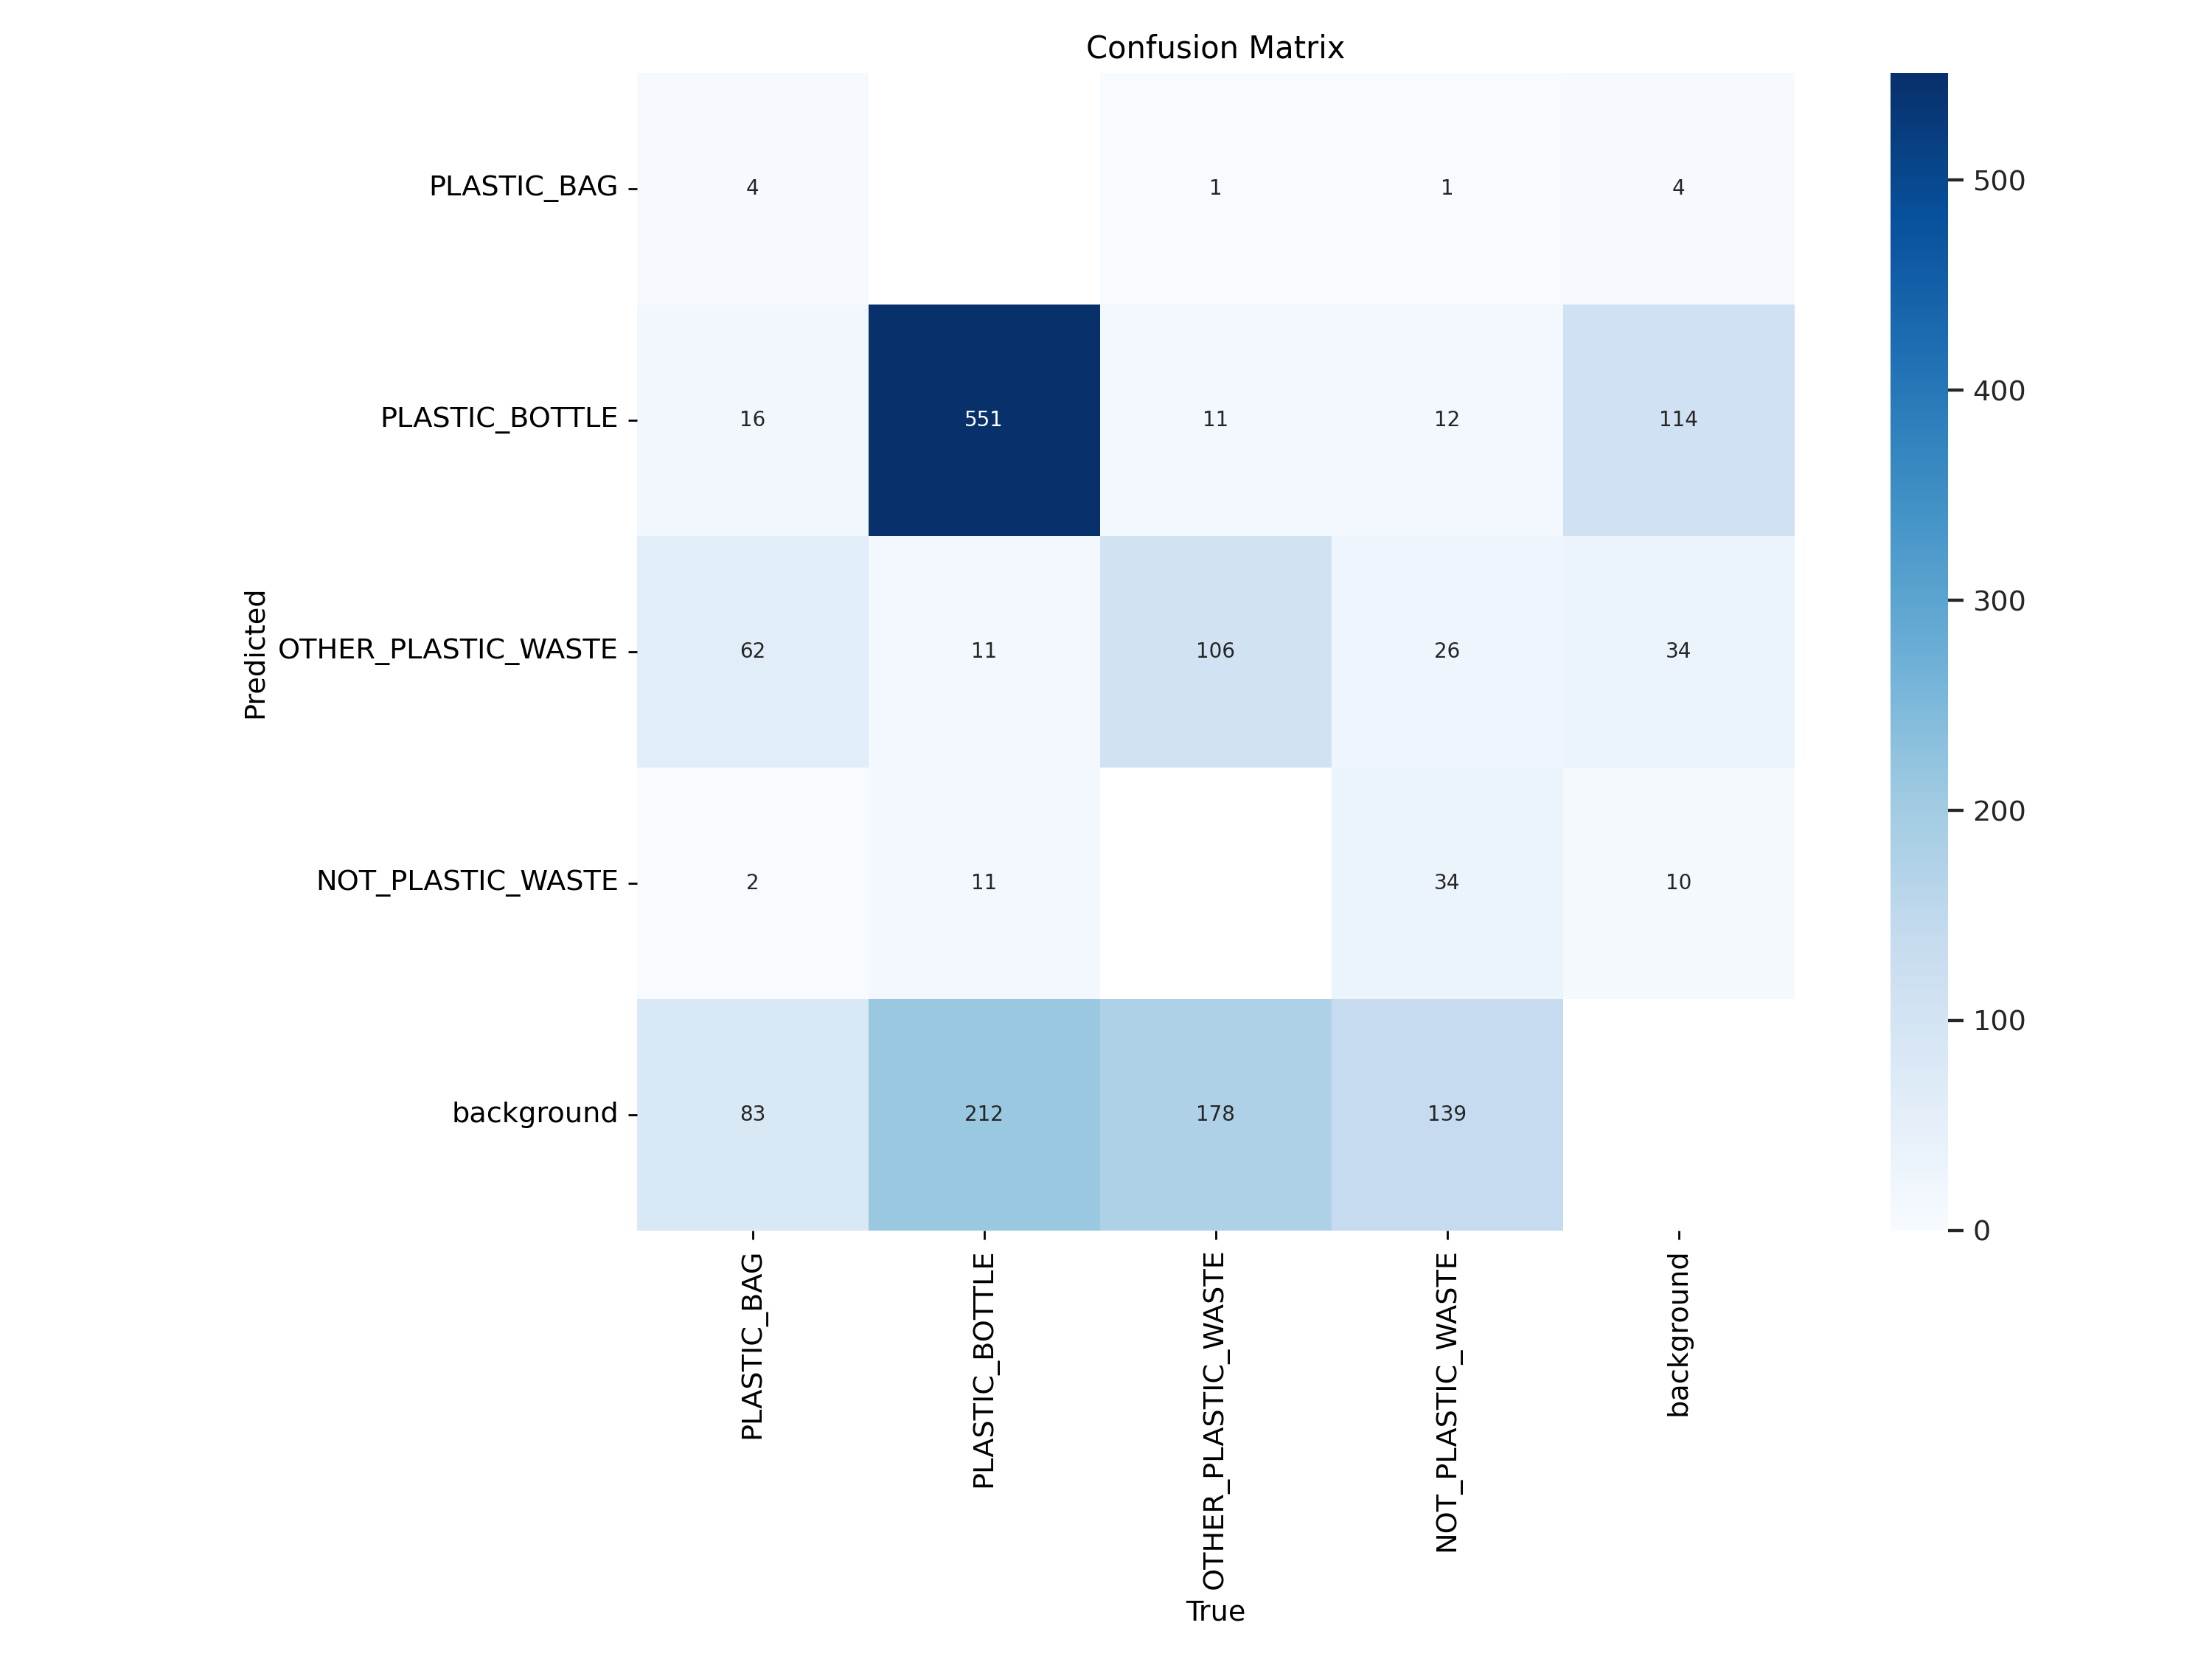 Confusion Matrix
PLASTIC_BAG 4 1 1 4
PLASTIC_BOTTLE 16 551 11 12 114
OTHER_PLASTIC_WASTE 62 11 106 26 34
NOT_PLASTIC_WASTE 2 11 34 10
background 83 212 178 139
Predicted
PLASTIC_BAG
PLASTIC_BOTTLE
OTHER_PLASTIC_WASTE
NOT_PLASTIC_WASTE
background
True
500
400
300
200
100
0